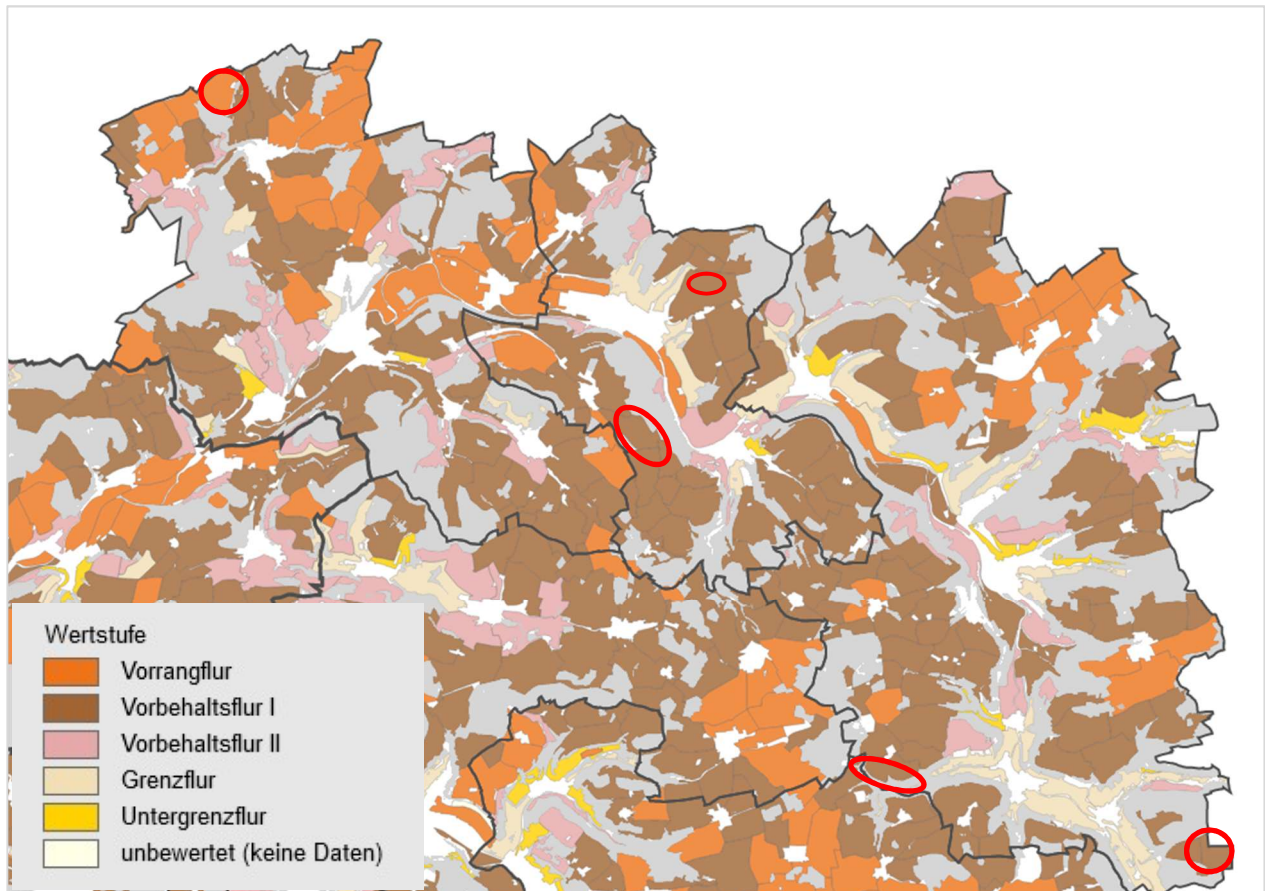 Wertstufe
Vorrangflur
Vorbehaltsflur I
Vorbehaltsflur II
Grenzflur
Untergrenzflur
unbewertet (keine Daten)